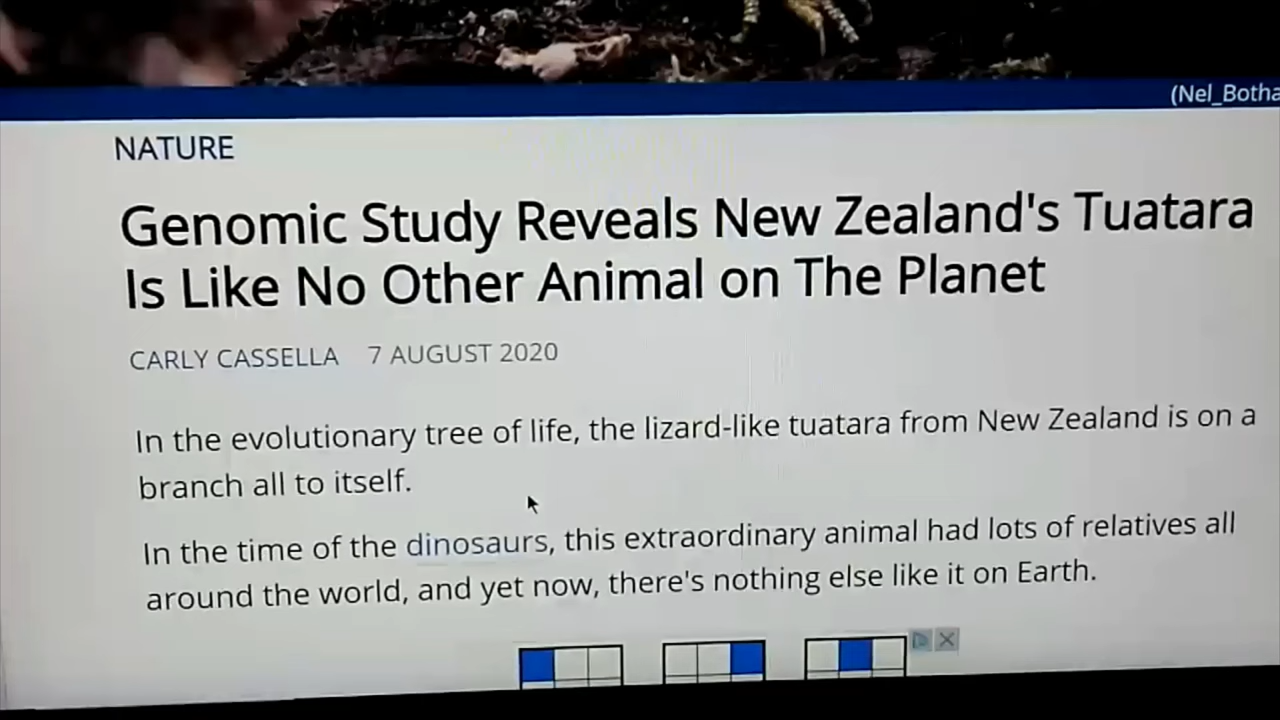 (Nel_Botha
NATURE
Genomic Study Reveals New Zealand's Tuatara
Is Like No Other Animal on The Planet
CARLY CASSELLA 7 AUGUST 2020
In the evolutionary tree of life, the lizard-like tuatara from New Zealand is on a
branch all to itself.
In the time of the dinosaurs, this extraordinary animal had lots of relatives all
around the world, and yet now, there's nothing else like it on Earth.